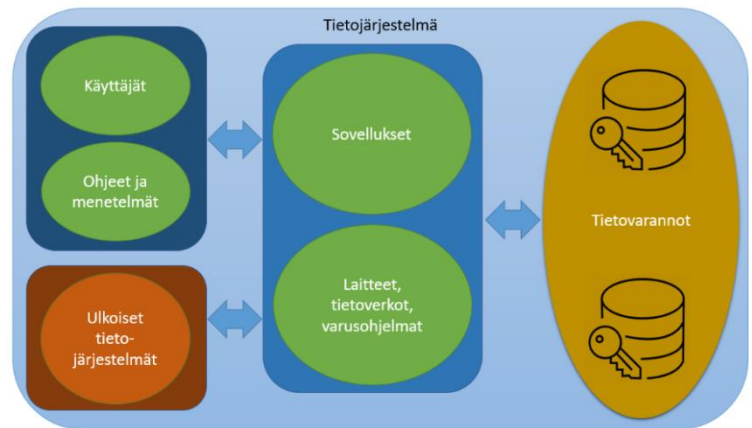 Tietojärjestelmä
Käyttäjät
Ohjeet ja
menetelmät
Ulkoiset
tieto-
järjestelmät
Sovellukset
Laitteet,
tietoverkot,
varusohjelmat
Tietovarannot